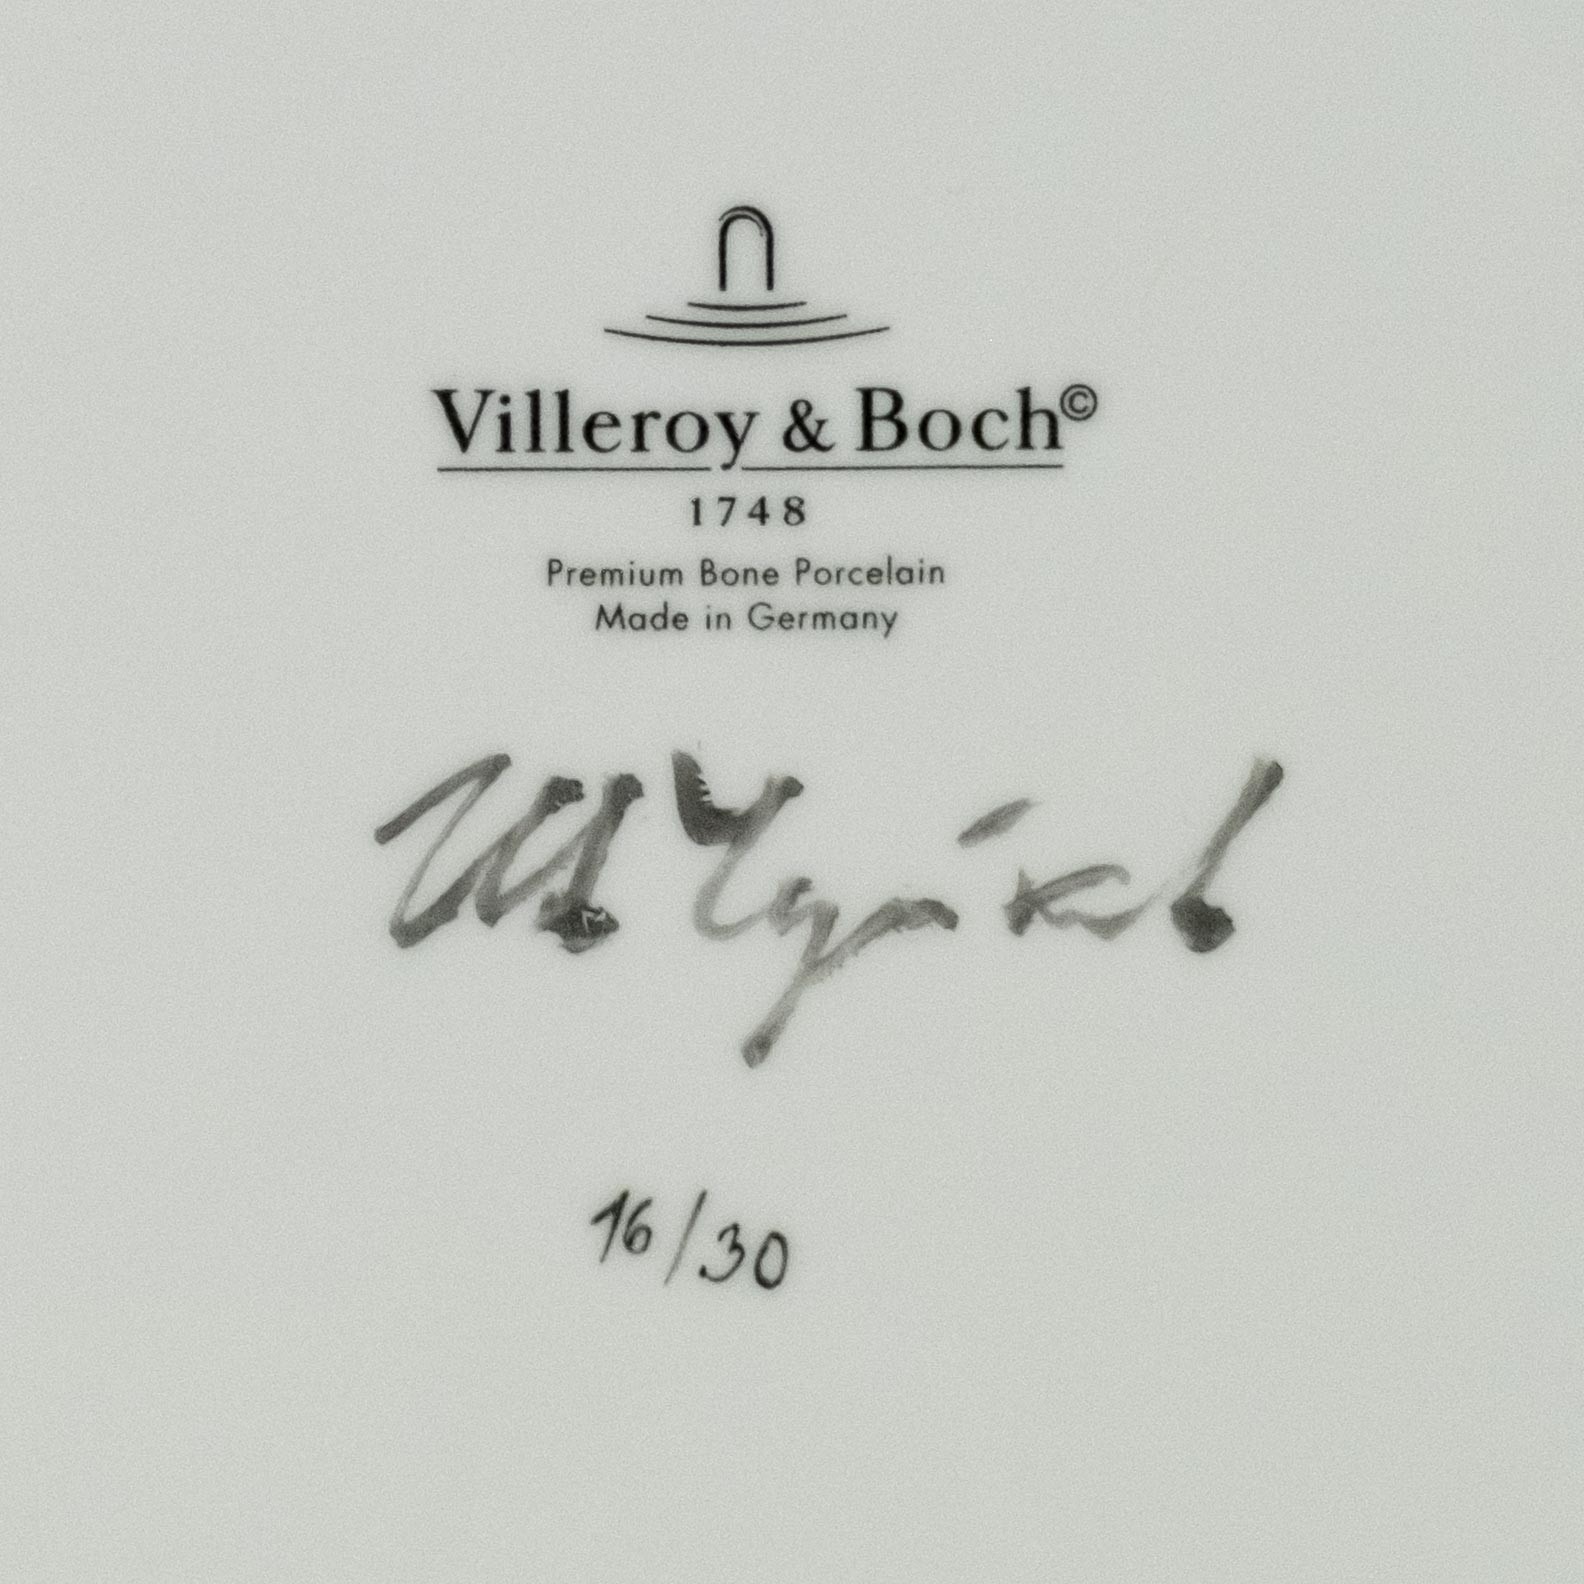 Villeroy & Boch©
1748
Premium Bone Porcelain
Made in Germany
16/30